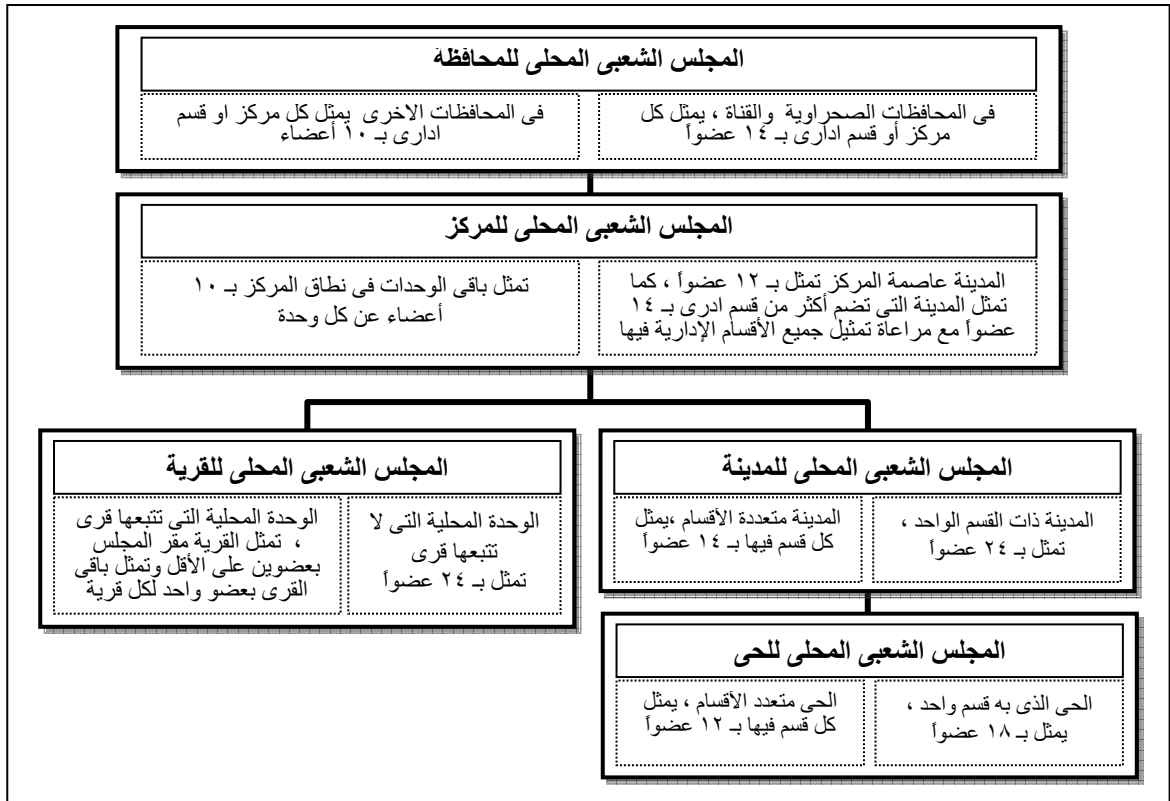 المجلس الشعبى المحلى للمحافظة
فى المحافظات الصحراوية والقناة ، يمثل كل
مركز أو قسم ادارى بـ ١٤ عضواً
فى المحافظات الاخرى يمثل كل مركز او قسم
ادارى بـ ١٠ أعضاء
المجلس الشعبى المحلى للمركز
المدينة عاصمة المركز تمثل بـ ١٢ عضواً ، كما
تمثل المدينة التى تضم أكثر من قسم ادرى بـ ١٤
عضواً مع مراعاة تمثيل جميع الأقسام الإدارية فيها
تمثل باقى الوحدات فى نطاق المركز بـ ١٠
أعضاء عن كل وحدة
المجلس الشعبى المحلى للمدينة
المدينة ذات القسم الواحد ،
تمثل بـ ٢٤ عضواً
المدينة متعددة الأقسام ،يمثل
كل قسم فيها بـ ١٤ عضواً
المجلس الشعبى المحلى للقرية
الوحدة المحلية التى لا
تتبعها قرى
تمثل بـ ٢٤ عضواً
الوحدة المحلية التى تتبعها قرى
، تمثل القرية مقر المجلس
بعضوين على الأقل وتمثل باقى
القرى بعضو واحد لكل قرية
المجلس الشعبى المحلى للحى
الحى الذى به قسم واحد ،
يمثل بـ ١٨ عضواً
الحى متعدد الأقسام ، يمثل
كل قسم فيها بـ ١٢ عضواً